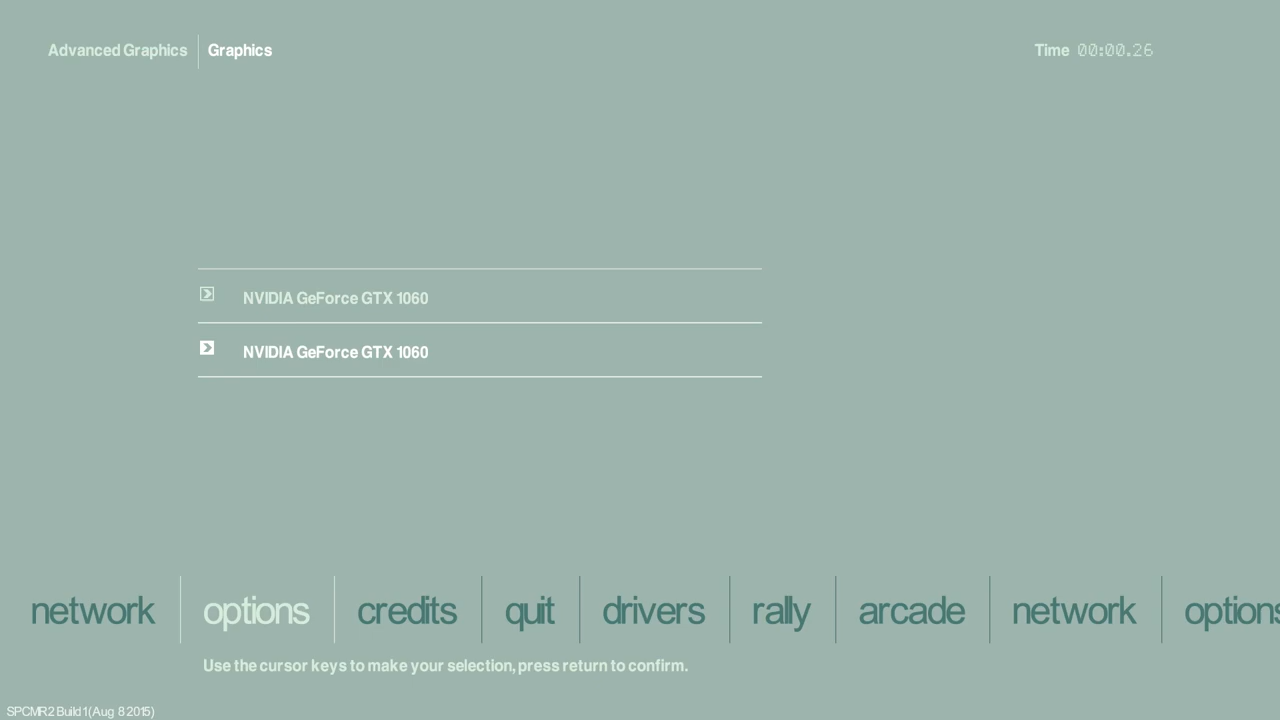 Advanced Graphics Graphics Time 00:00.26
NVIDIA GeForce GTX 1060
NVIDIA GeForce GTX 1060
network options credits quit drivers rally arcade network options
Use the cursor keys to make your selection, press return to confirm.
SPCMR2 Build 1 (Aug 8 2015)